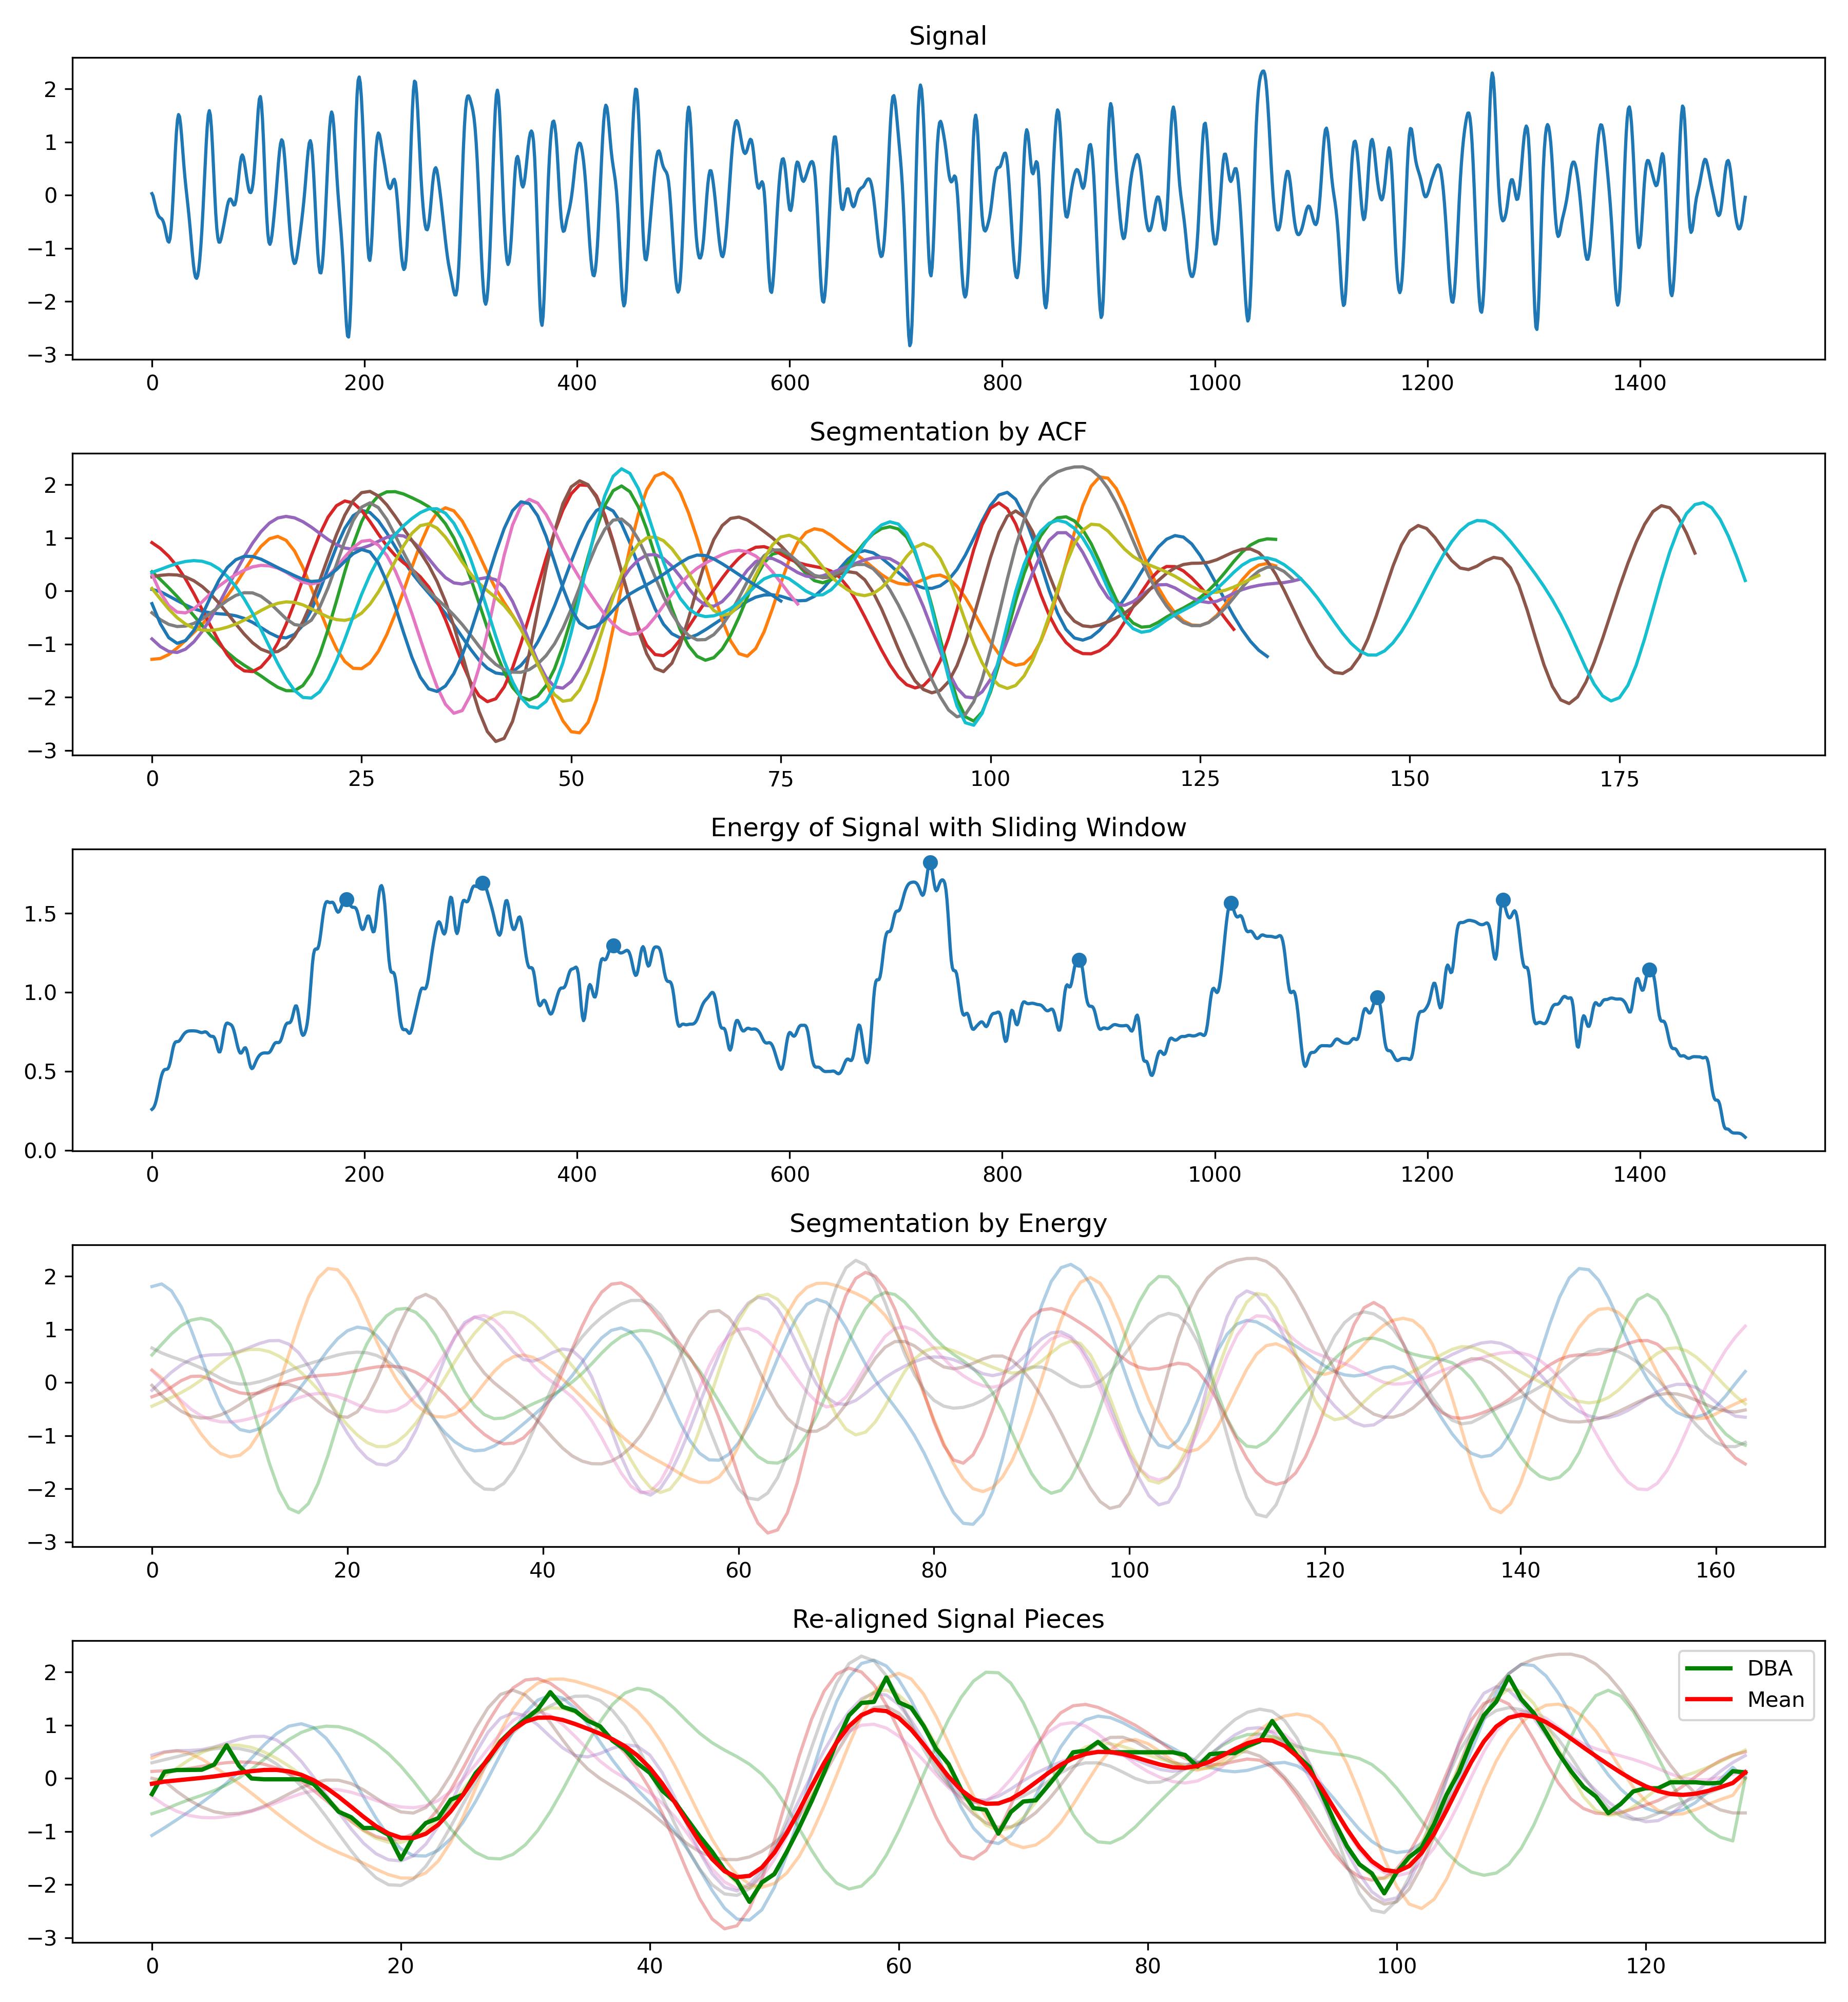 Signal
2
1
0
−1
−2
−3
0 200 400 600 800 1000 1200 1400
Segmentation by ACF
2
1
0
−1
−2
−3
0 25 50 75 100 125 150 175
Energy of Signal with Sliding Window
1.5
1.0
0.5
0.0
0 200 400 600 800 1000 1200 1400
Segmentation by Energy
2
1
0
−1
−2
−3
0 20 40 60 80 100 120 140 160
Re-aligned Signal Pieces
2
1
0
−1
−2
−3
DBA
Mean
0 20 40 60 80 100 120